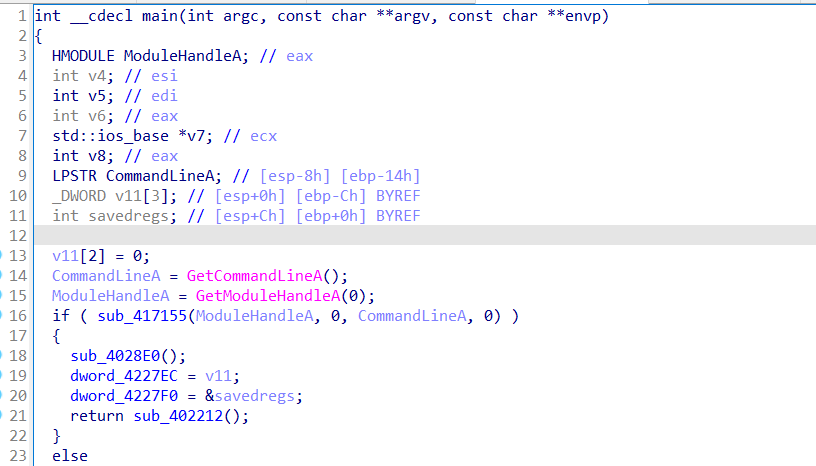 1 int __cdecl main(int argc, const char **argv, const char **envp)
2 {
3 HMODULE ModuleHandleA; // eax
4 int v4; // esi
5 int v5; // edi
6 int v6; // eax
7 std::ios_base *v7; // ecx
8 int v8; // eax
9 LPSTR CommandLineA; // [esp-8h] [ebp-14h]
10 _DWORD v11[3]; // [esp+0h] [ebp-Ch] BYREF
11 int savedregs; // [esp+Ch] [ebp+0h] BYREF
12
13 v11[2] = 0;
14 CommandLineA = GetCommandLineA();
15 ModuleHandleA = GetModuleHandleA(0);
16 if ( sub_417155(ModuleHandleA, 0, CommandLineA, 0) )
17 {
18 sub_4028E0();
19 dword_4227EC = v11;
20 dword_4227F0 = &savedregs;
21 return sub_402212();
22 }
23 else